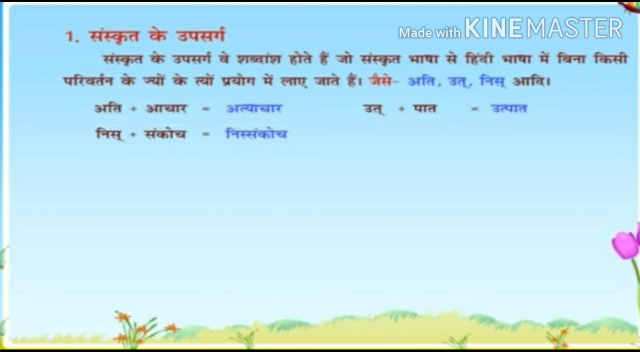 Made with KINEMASTER
1. संस्कृत के उपसर्ग
संस्कृत के उपसर्ग वे शब्दांश होते हैं जो संस्कृत भाषा से हिंदी भाषा में बिना किसी
परिवर्तन के ज्यों के त्यों प्रयोग में लाए जाते हैं। जैसे- अति, उत्, निस् आदि।
अति + आचार = अत्याचार उत् + पात = उत्पात
निस् + संकोच = निस्संकोच